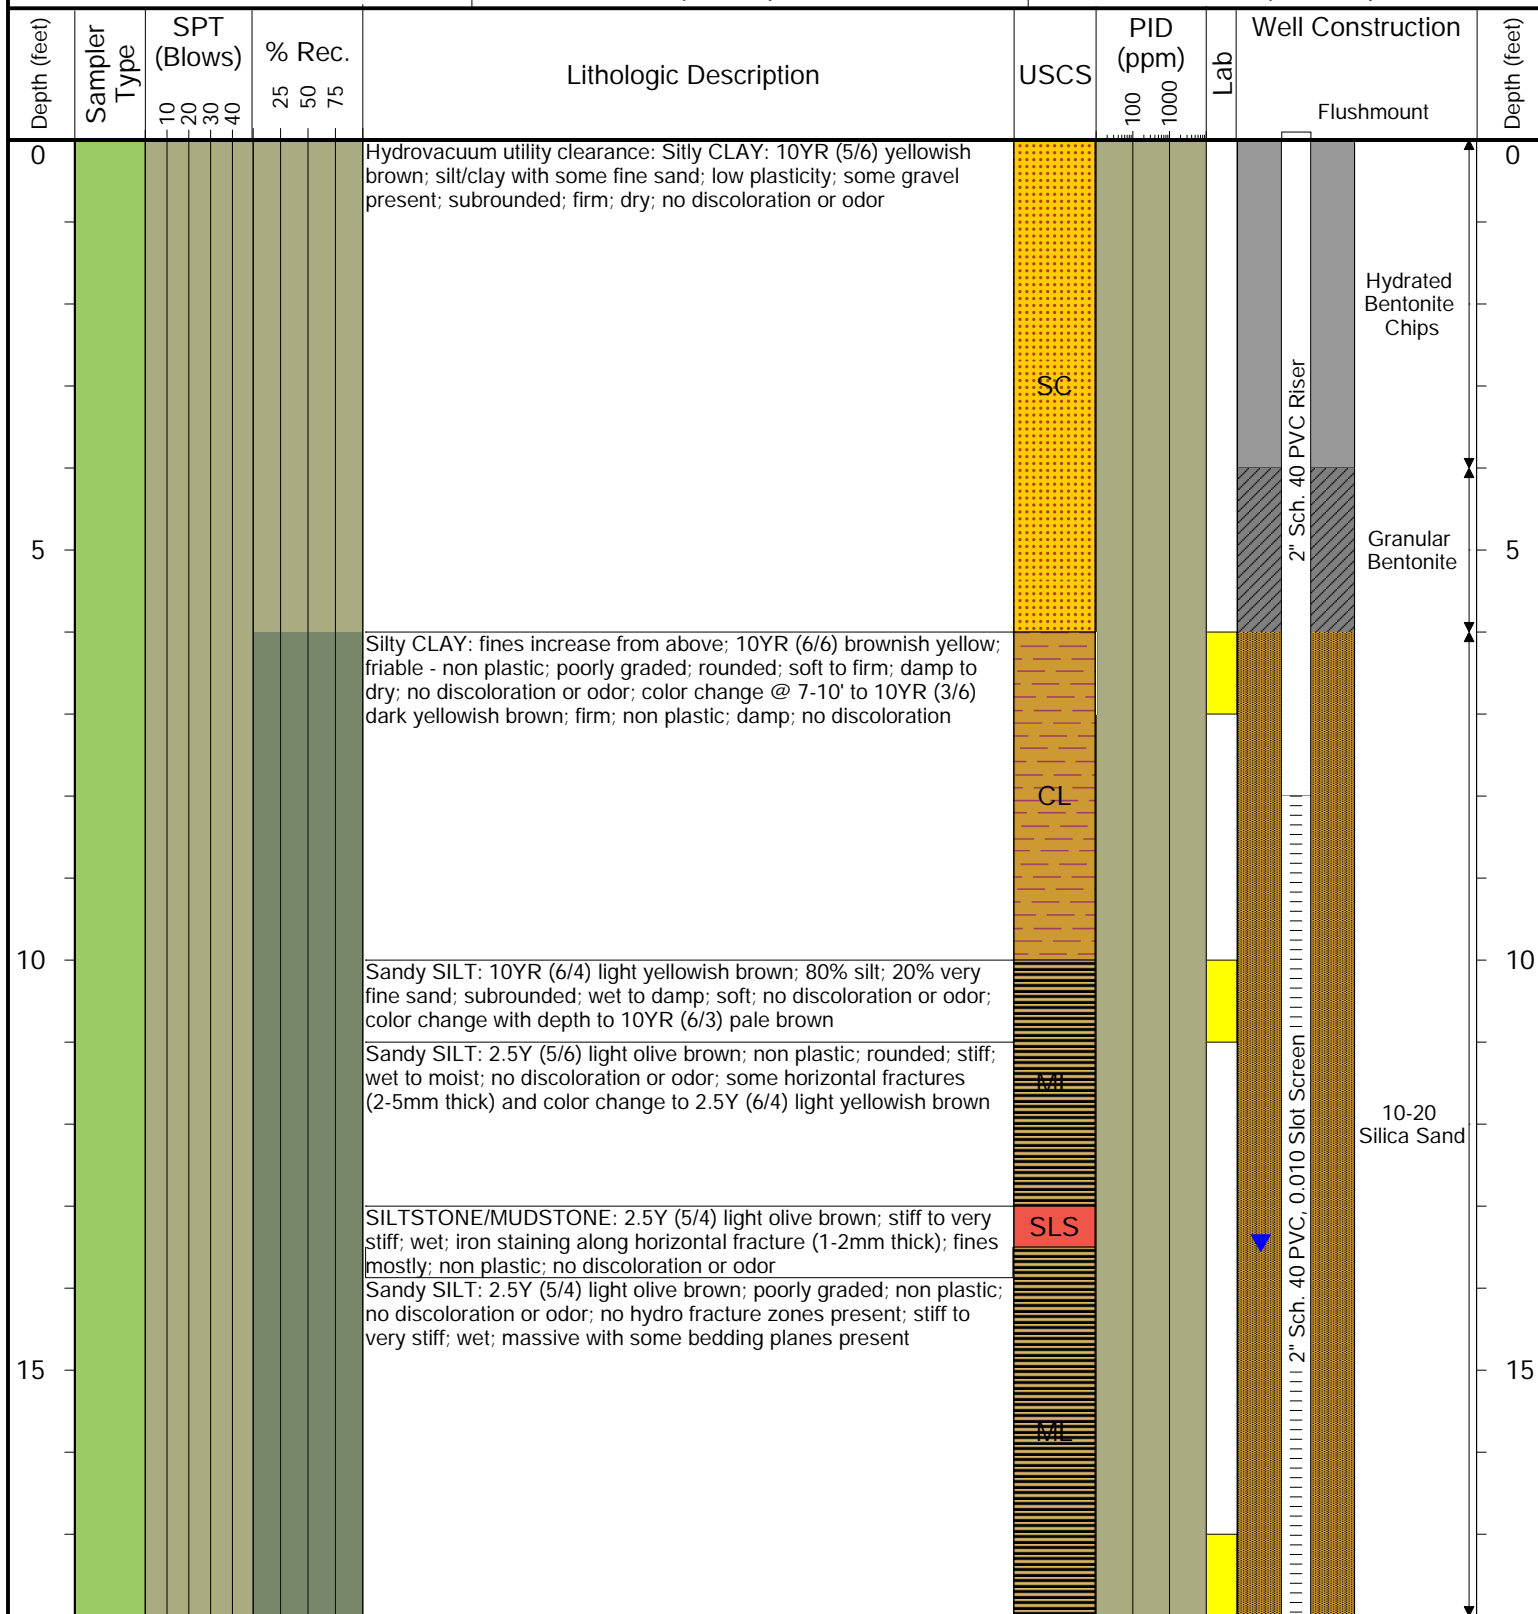 Depth (feet)
Sampler
Type
SPT
(Blows)
10
20
30
40
% Rec.
25
50
75
Lithologic Description
USCS
PID
(ppm)
100
1000
Lab
Well Construction
Flushmount
Depth (feet)
0
Hydrovacuum utility clearance: Sitly CLAY: 10YR (5/6) yellowish
brown; silt/clay with some fine sand; low plasticity; some gravel
present; subrounded; firm; dry; no discoloration or odor
0
Hydrated
Bentonite
Chips
SC
2" Sch. 40 PVC Riser
5
Granular
Bentonite
5
Silty CLAY: fines increase from above; 10YR (6/6) brownish yellow;
friable - non plastic; poorly graded; rounded; soft to firm; damp to
dry; no discoloration or odor; color change @ 7-10' to 10YR (3/6)
dark yellowish brown; firm; non plastic; damp; no discoloration
CL
10
Sandy SILT: 10YR (6/4) light yellowish brown; 80% silt; 20% very
fine sand; subrounded; wet to damp; soft; no discoloration or odor;
color change with depth to 10YR (6/3) pale brown
10
Sandy SILT: 2.5Y (5/6) light olive brown; non plastic; rounded; stiff;
wet to moist; no discoloration or odor; some horizontal fractures
(2-5mm thick) and color change to 2.5Y (6/4) light yellowish brown
ML
2" Sch. 40 PVC, 0.010 Slot Screen
10-20
Silica Sand
SILTSTONE/MUDSTONE: 2.5Y (5/4) light olive brown; stiff to very
stiff; wet; iron staining along horizontal fracture (1-2mm thick); fines
mostly; non plastic; no discoloration or odor
SLS
Sandy SILT: 2.5Y (5/4) light olive brown; poorly graded; non plastic;
no discoloration or odor; no hydro fracture zones present; stiff to
very stiff; wet; massive with some bedding planes present
15
ML
15